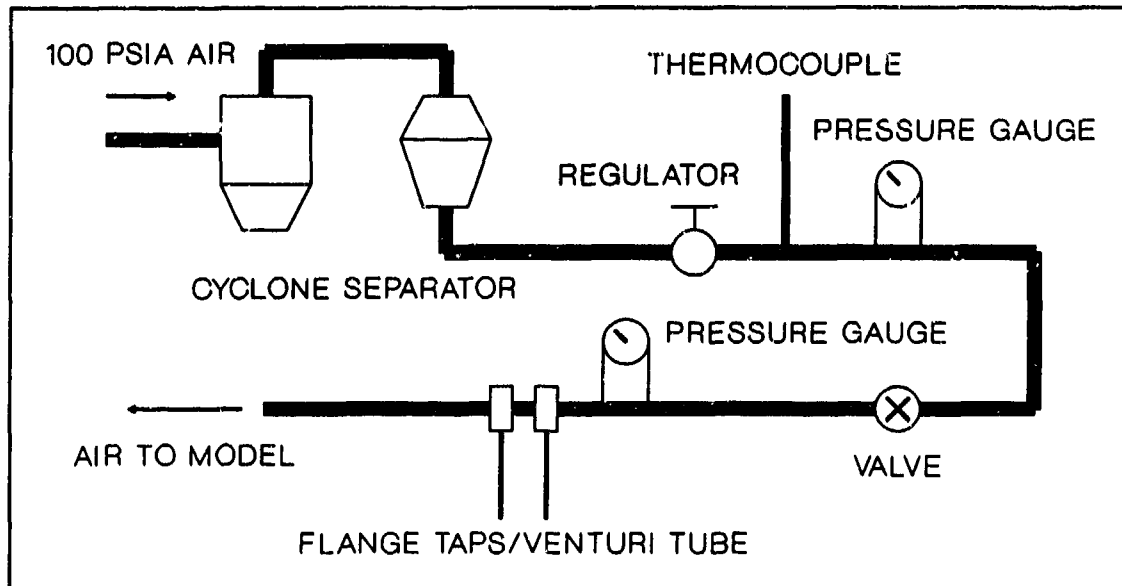 100 PSIA AIR
THERMOCOUPLE
PRESSURE GAUGE
REGULATOR
CYCLONE SEPARATOR
PRESSURE GAUGE
AIR TO MODEL
VALVE
FLANGE TAPS/VENTURI TUBE